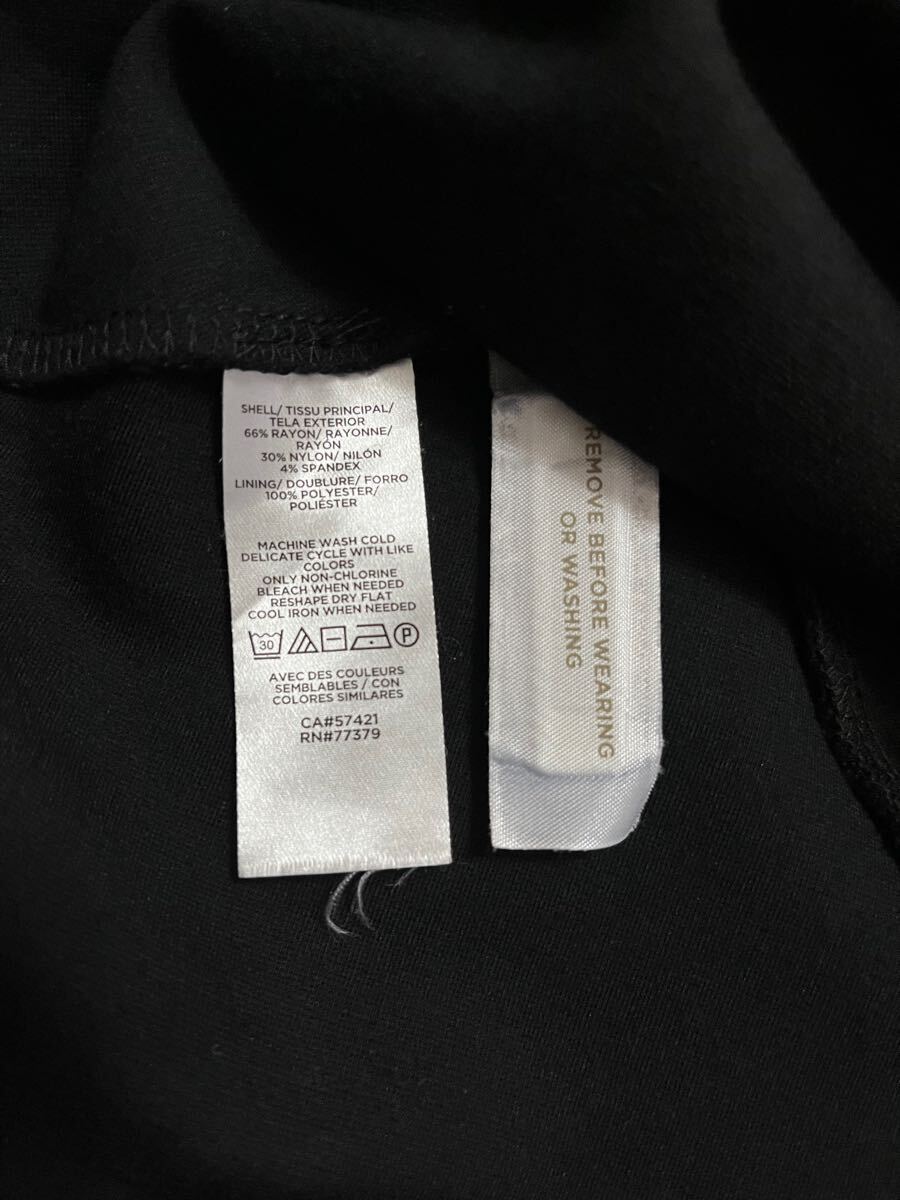 SHELL/ TISSU PRINCIPAL/
TELA EXTERIOR
66% RAYON/ RAYONNE/
RAYÓN
30% NYLON/ NILÓN
4% SPANDEX
LINING/ DOUBLURE/ FORRO
100% POLYESTER/
POLIÉSTER
MACHINE WASH COLD
DELICATE CYCLE WITH LIKE
COLORS
ONLY NON-CHLORINE
BLEACH WHEN NEEDED
RESHAPE DRY FLAT
COOL IRON WHEN NEEDED
30 P
AVEC DES COULEURS
SEMBLABLES / CON
COLORES SIMILARES
CA#57421
RN#77379
REMOVE BEFORE WEARING
OR WASHING